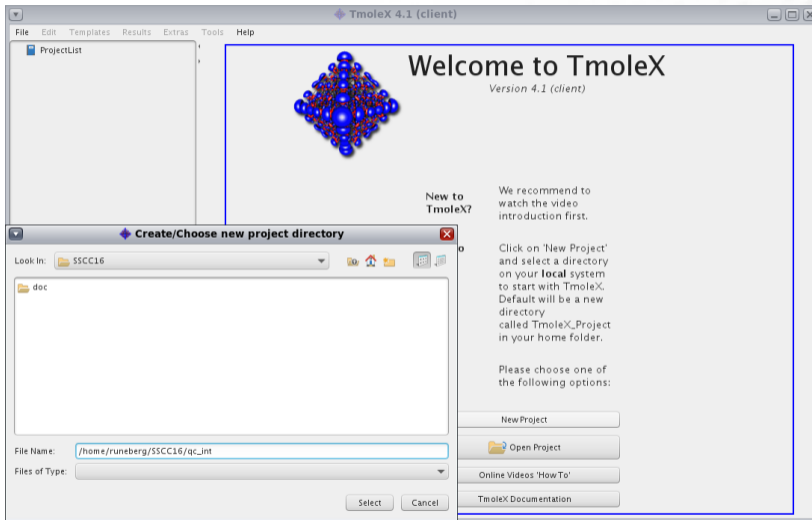 TmoleX 4.1 (client)
File Edit Templates Results Extras Tools Help
ProjectList
Welcome to TmoleX
Version 4.1 (client)
New to
TmoleX?
We recommend to
watch the video
introduction first.
Click on 'New Project'
and select a directory
on your local system
to start with TmoleX.
Default will be a new
directory
called TmoleX_Project
in your home folder.
Please choose one of
the following options:
New Project
Open Project
Online Videos 'HowTo'
TmoleX Documentation
Create/Choose new project directory
Look In: SSCC16
doc
File Name: /home/runeberg/SSCC16/qc_int
Files of Type:
Select Cancel